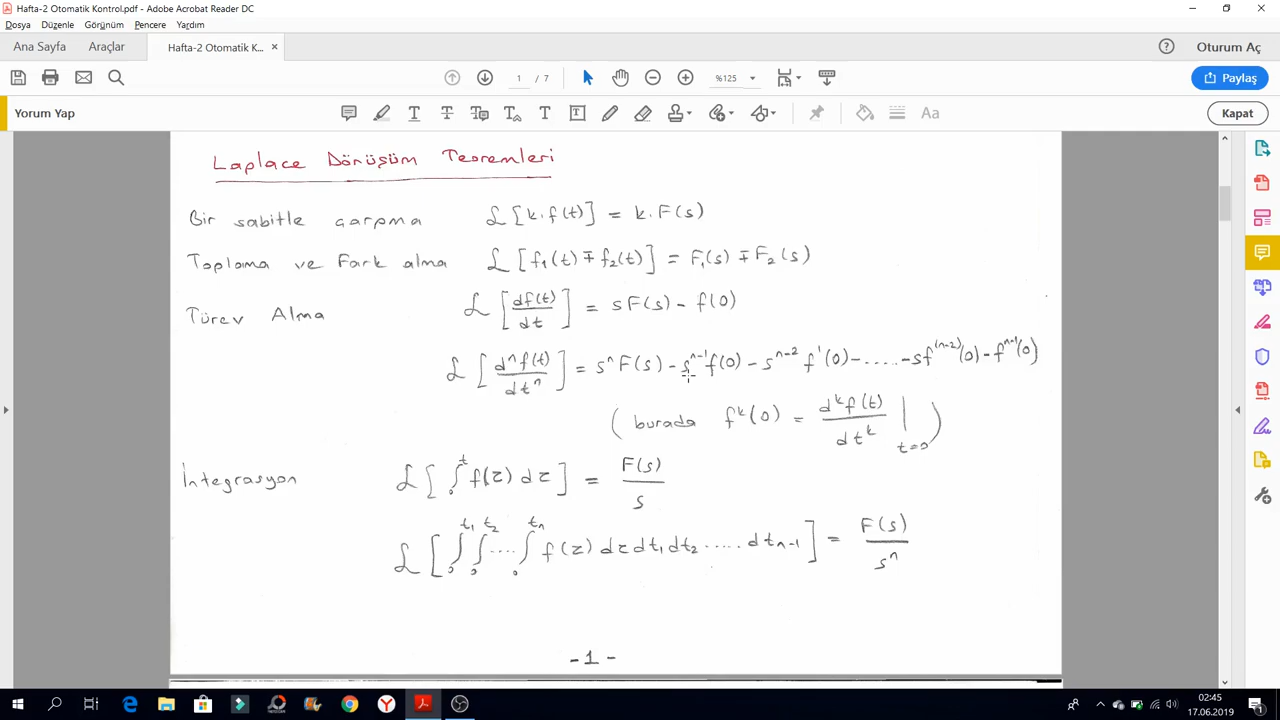 Hafta-2 Otomatik Kontrol.pdf - Adobe Acrobat Reader DC
Dosya Düzenle Görünüm Pencere Yardım
Ana Sayfa Araçlar Hafta-2 Otomatik K... × Oturum Aç
1 / 7 %125 Paylaş
Yorum Yap Kapat
Laplace Dönüşüm Teoremleri
Bir sabitle çarpma ℒ[k.f(t)] = k.F(s)
Toplama ve Fark alma ℒ[f₁(t) ∓ f₂(t)] = F₁(s) ∓ F₂(s)
Türev Alma ℒ[df(t)/dt] = sF(s) - f(0)
ℒ[dⁿf(t)/dtⁿ] = sⁿF(s) - sⁿ⁻¹f(0) - sⁿ⁻²f'(0) - ..... - sf⁽ⁿ⁻²⁾(0) - fⁿ⁻¹(0)
(burada fᵏ(0) = dᵏf(t)/dtᵏ |t=0)
İntegrasyon ℒ[∫₀ᵗ f(τ) dτ] = F(s)/s
ℒ[∫₀^t₁ ∫₀^t₂ .... ∫₀^tₙ f(τ) dτ dt₁ dt₂ ..... dtₙ₋₁] = F(s)/sⁿ
-1-
02:45
17.06.2019